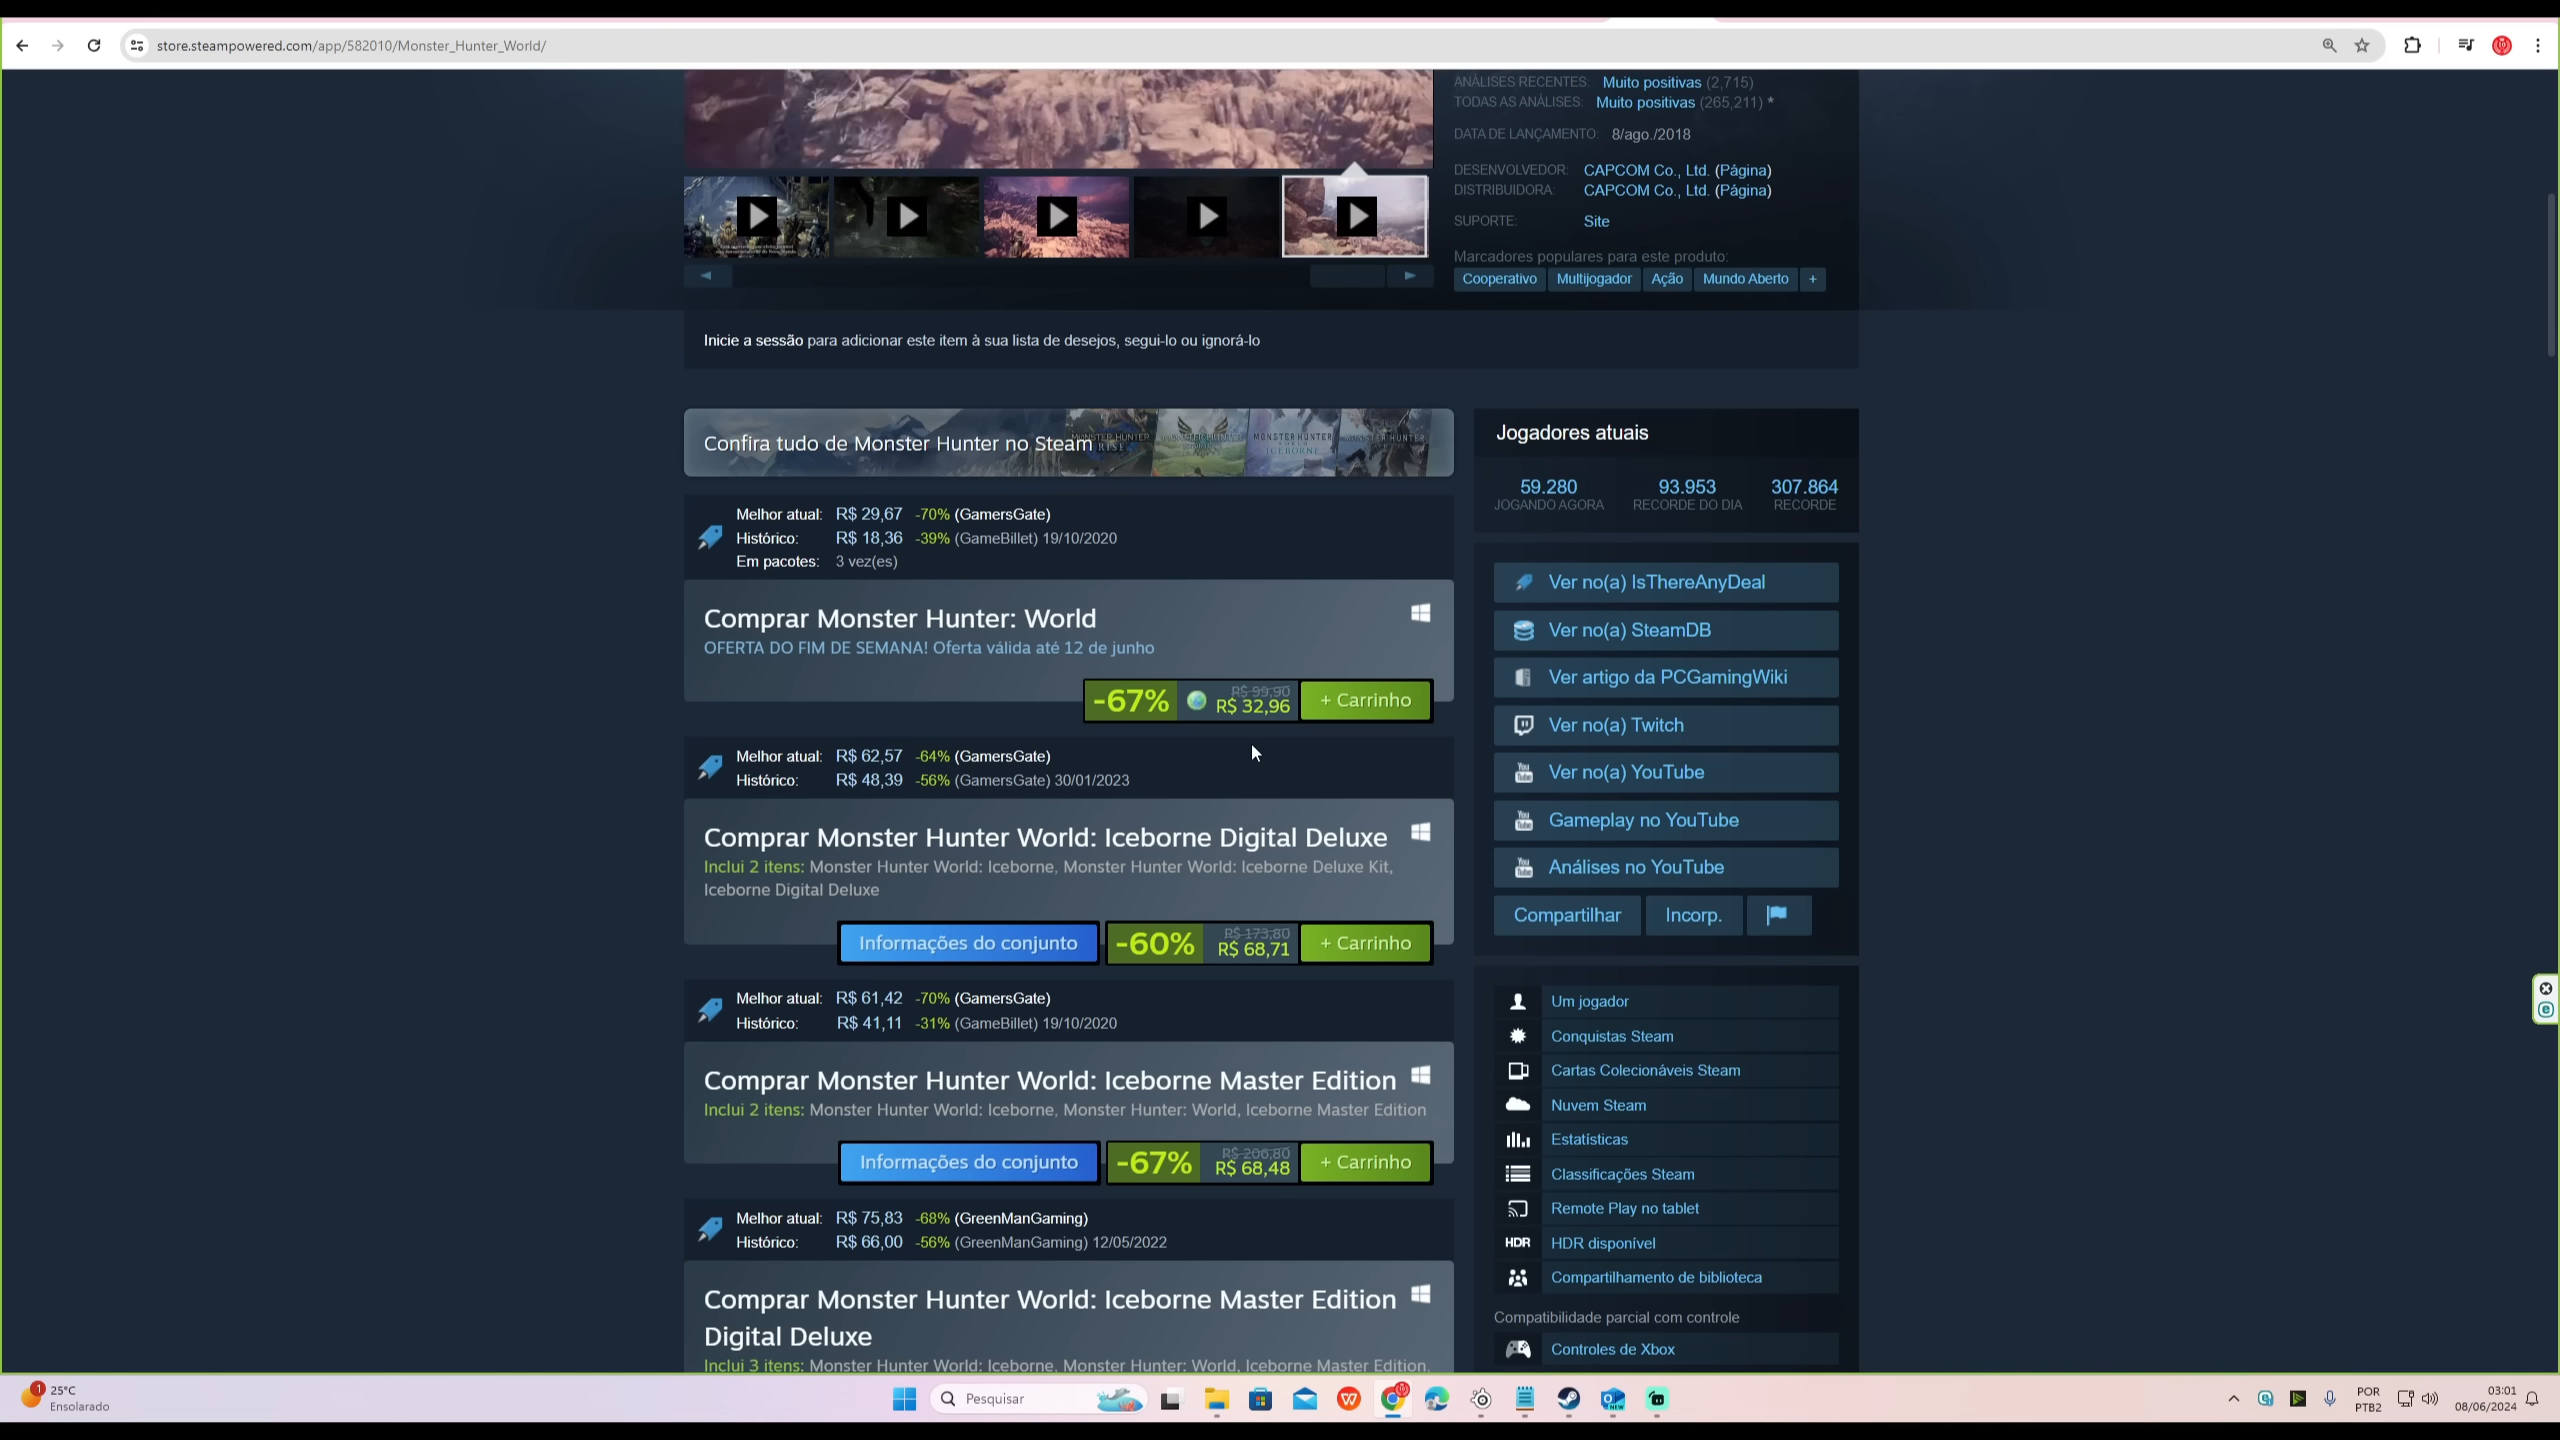 store.steampowered.com/app/582010/Monster_Hunter_World/
ANÁLISES RECENTES: Muito positivas (2,715)
TODAS AS ANÁLISES: Muito positivas (265,211) *
DATA DE LANÇAMENTO: 8/ago./2018
DESENVOLVEDOR: CAPCOM Co., Ltd. (Página)
DISTRIBUIDORA: CAPCOM Co., Ltd. (Página)
SUPORTE: Site
Marcadores populares para este produto:
Cooperativo Multijogador Ação Mundo Aberto +
Inicie a sessão para adicionar este item à sua lista de desejos, segui-lo ou ignorá-lo
Confira tudo de Monster Hunter no Steam
MONSTER HUNTER
RISE
MONSTER HUNTER
ICEBORNE
Melhor atual: R$ 29,67 -70% (GamersGate)
Histórico: R$ 18,36 -39% (GameBillet) 19/10/2020
Em pacotes: 3 vez(es)
Comprar Monster Hunter: World
OFERTA DO FIM DE SEMANA! Oferta válida até 12 de junho
-67% R$ 99,90 R$ 32,96 + Carrinho
Melhor atual: R$ 62,57 -64% (GamersGate)
Histórico: R$ 48,39 -56% (GamersGate) 30/01/2023
Comprar Monster Hunter World: Iceborne Digital Deluxe
Inclui 2 itens: Monster Hunter World: Iceborne, Monster Hunter World: Iceborne Deluxe Kit,
Iceborne Digital Deluxe
Informações do conjunto -60% R$ 173,80 R$ 68,71 + Carrinho
Melhor atual: R$ 61,42 -70% (GamersGate)
Histórico: R$ 41,11 -31% (GameBillet) 19/10/2020
Comprar Monster Hunter World: Iceborne Master Edition
Inclui 2 itens: Monster Hunter World: Iceborne, Monster Hunter: World, Iceborne Master Edition
Informações do conjunto -67% R$ 206,80 R$ 68,48 + Carrinho
Melhor atual: R$ 75,83 -68% (GreenManGaming)
Histórico: R$ 66,00 -56% (GreenManGaming) 12/05/2022
Comprar Monster Hunter World: Iceborne Master Edition
Digital Deluxe
Inclui 3 itens: Monster Hunter World: Iceborne, Monster Hunter: World, Iceborne Master Edition,
Jogadores atuais
59.280 93.953 307.864
JOGANDO AGORA RECORDE DO DIA RECORDE
Ver no(a) IsThereAnyDeal
Ver no(a) SteamDB
Ver artigo da PCGamingWiki
Ver no(a) Twitch
Ver no(a) YouTube
Gameplay no YouTube
Análises no YouTube
Compartilhar Incorp.
Um jogador
Conquistas Steam
Cartas Colecionáveis Steam
Nuvem Steam
Estatísticas
Classificações Steam
Remote Play no tablet
HDR HDR disponível
Compartilhamento de biblioteca
Compatibilidade parcial com controle
Controles de Xbox
1
25°C
Ensolarado
Pesquisar
POR
PTB2
03:01
08/06/2024